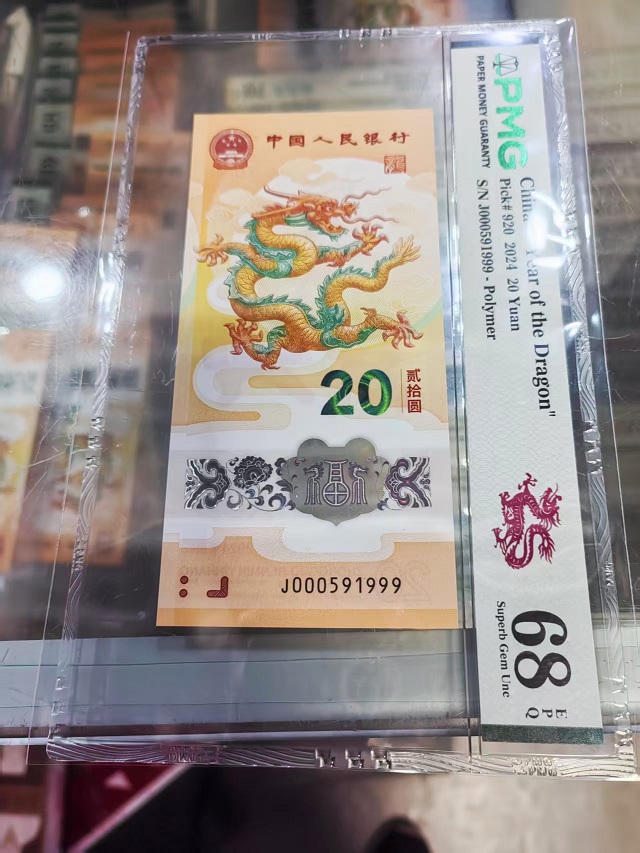 中国人民银行
20
贰拾圆
J000591999
PMG
PAPER MONEY GUARANTY
China "Year of the Dragon"
Pick# 920 2024 20 Yuan
S/N J000591999 - Polymer
68
EPQ
Superb Gem Unc